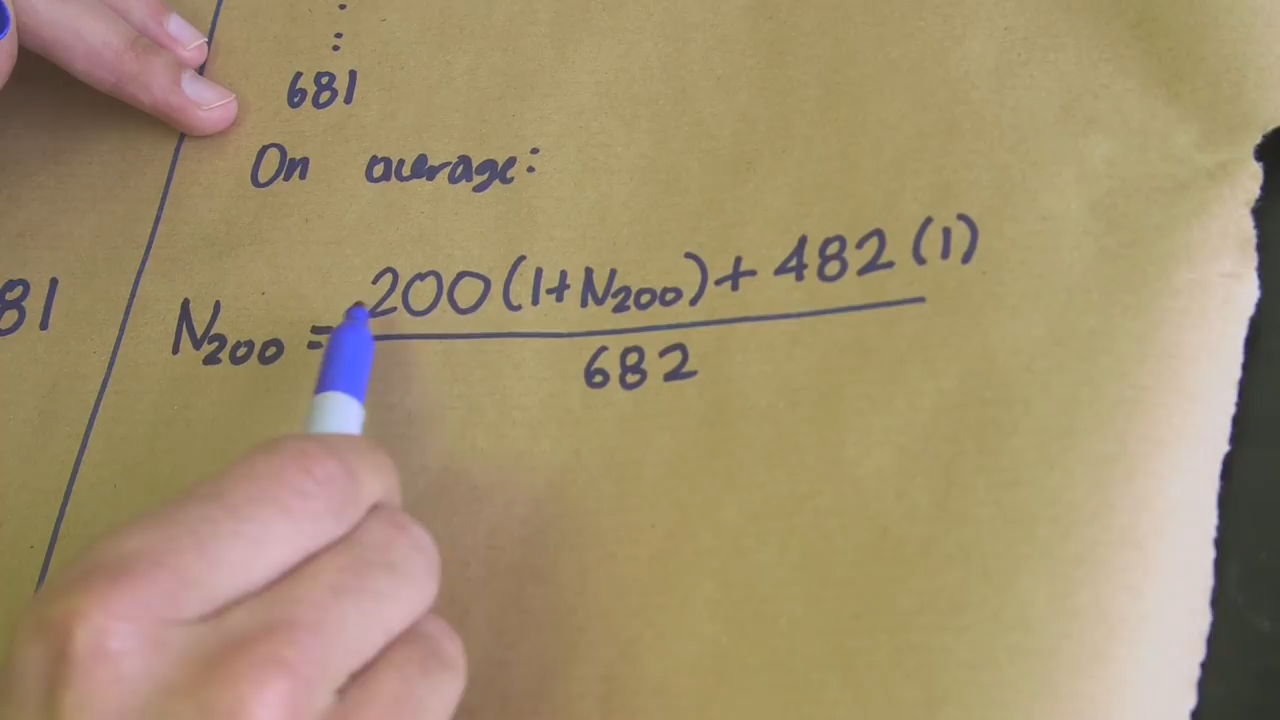 :
681
On average:
81
N₂₀₀ = 200(1+N₂₀₀)+482(1)
682